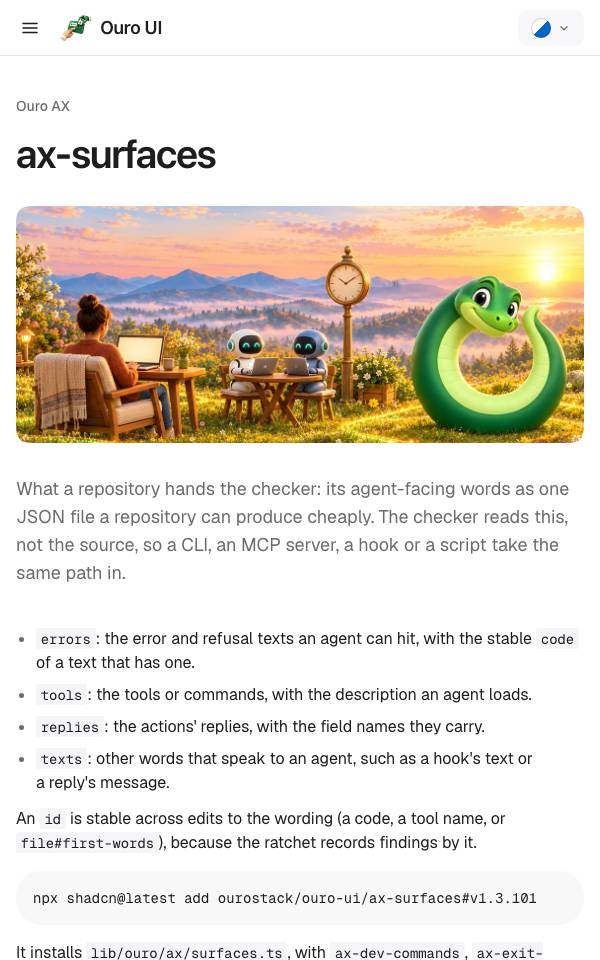 Ouro UI
Ouro AX
ax-surfaces
What a repository hands the checker: its agent-facing words as one
JSON file a repository can produce cheaply. The checker reads this,
not the source, so a CLI, an MCP server, a hook or a script take the
same path in.
errors: the error and refusal texts an agent can hit, with the stable code
of a text that has one.
tools: the tools or commands, with the description an agent loads.
replies: the actions' replies, with the field names they carry.
texts: other words that speak to an agent, such as a hook's text or
a reply's message.
An id is stable across edits to the wording (a code, a tool name, or
file#first-words), because the ratchet records findings by it.
npx shadcn@latest add ourostack/ouro-ui/ax-surfaces#v1.3.101
It installs lib/ouro/ax/surfaces.ts, with ax-dev-commands, ax-exit-